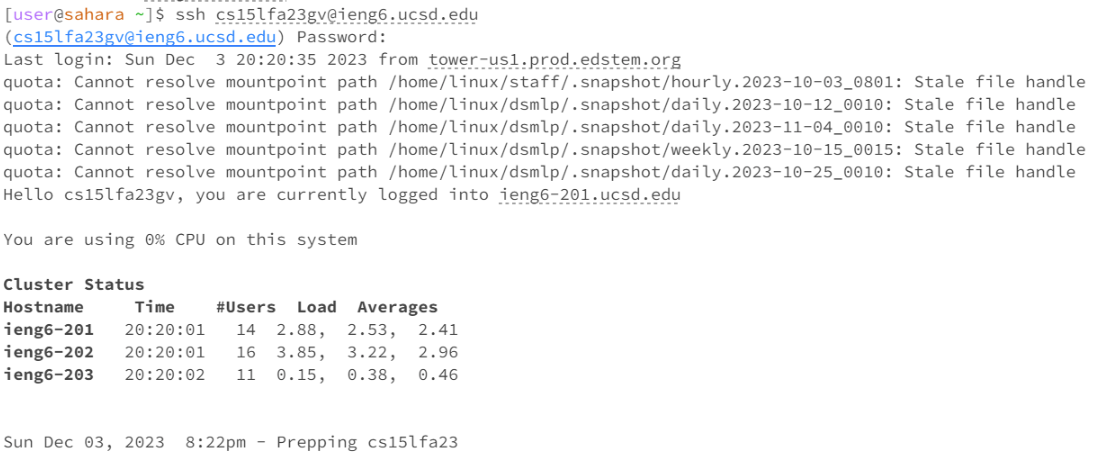 [user@sahara ~]$ ssh cs15lfa23gv@ieng6.ucsd.edu
(cs15lfa23gv@ieng6.ucsd.edu) Password:
Last login: Sun Dec  3 20:20:35 2023 from tower-us1.prod.edstem.org
quota: Cannot resolve mountpoint path /home/linux/staff/.snapshot/hourly.2023-10-03_0801: Stale file handle
quota: Cannot resolve mountpoint path /home/linux/dsmlp/.snapshot/daily.2023-10-12_0010: Stale file handle
quota: Cannot resolve mountpoint path /home/linux/dsmlp/.snapshot/daily.2023-11-04_0010: Stale file handle
quota: Cannot resolve mountpoint path /home/linux/dsmlp/.snapshot/weekly.2023-10-15_0015: Stale file handle
quota: Cannot resolve mountpoint path /home/linux/dsmlp/.snapshot/daily.2023-10-25_0010: Stale file handle
Hello cs15lfa23gv, you are currently logged into ieng6-201.ucsd.edu
You are using 0% CPU on this system
Cluster Status
Hostname     Time    #Users  Load  Averages
ieng6-201   20:20:01   14  2.88,  2.53,  2.41
ieng6-202   20:20:01   16  3.85,  3.22,  2.96
ieng6-203   20:20:02   11  0.15,  0.38,  0.46
Sun Dec 03, 2023  8:22pm - Prepping cs15lfa23